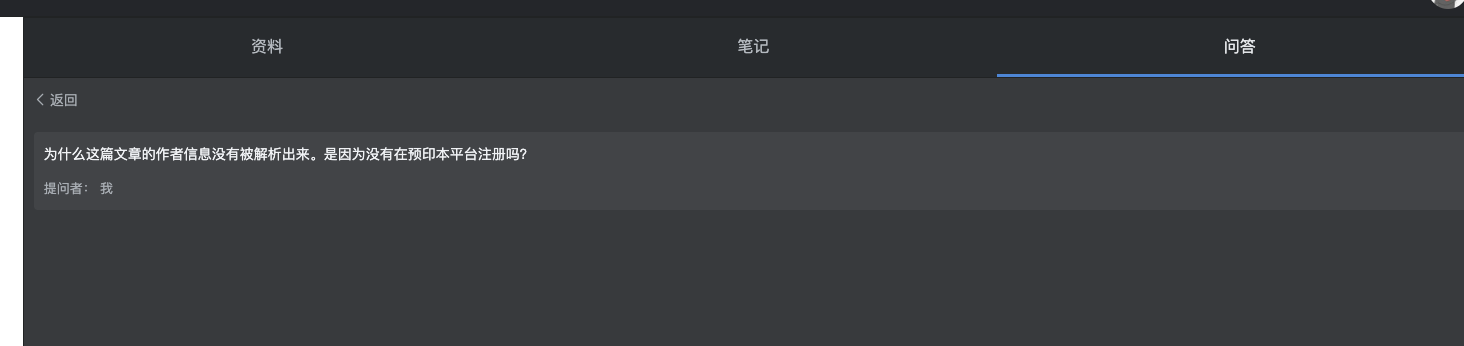 资料
笔记
问答
返回
为什么这篇文章的作者信息没有被解析出来。是因为没有在预印本平台注册吗?
提问者： 我